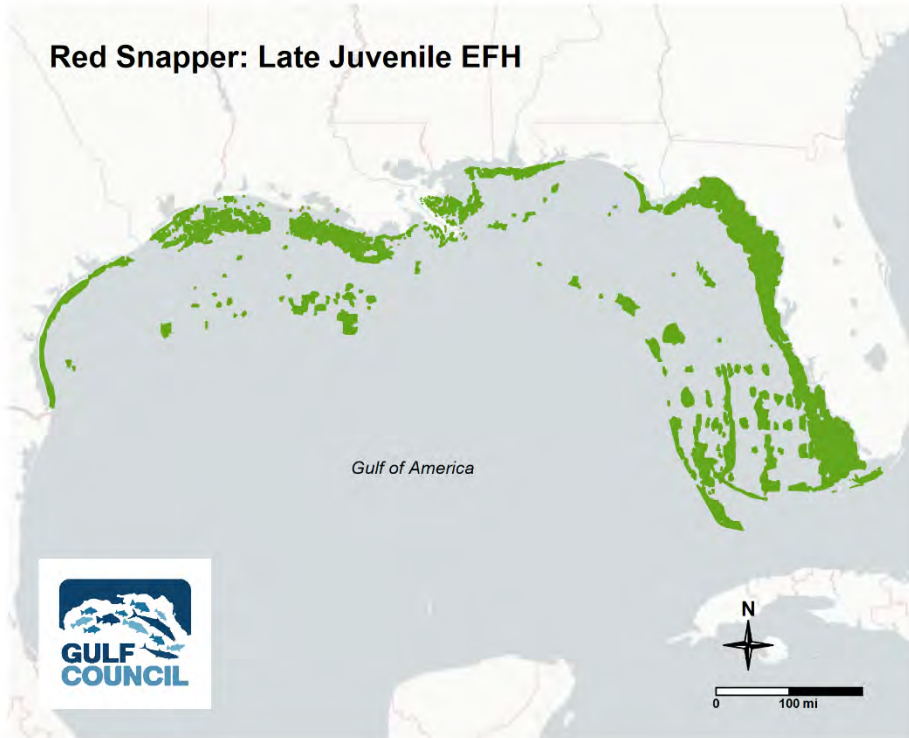 Red Snapper: Late Juvenile EFH
Gulf of America
GULF
COUNCIL
N
0 100 mi